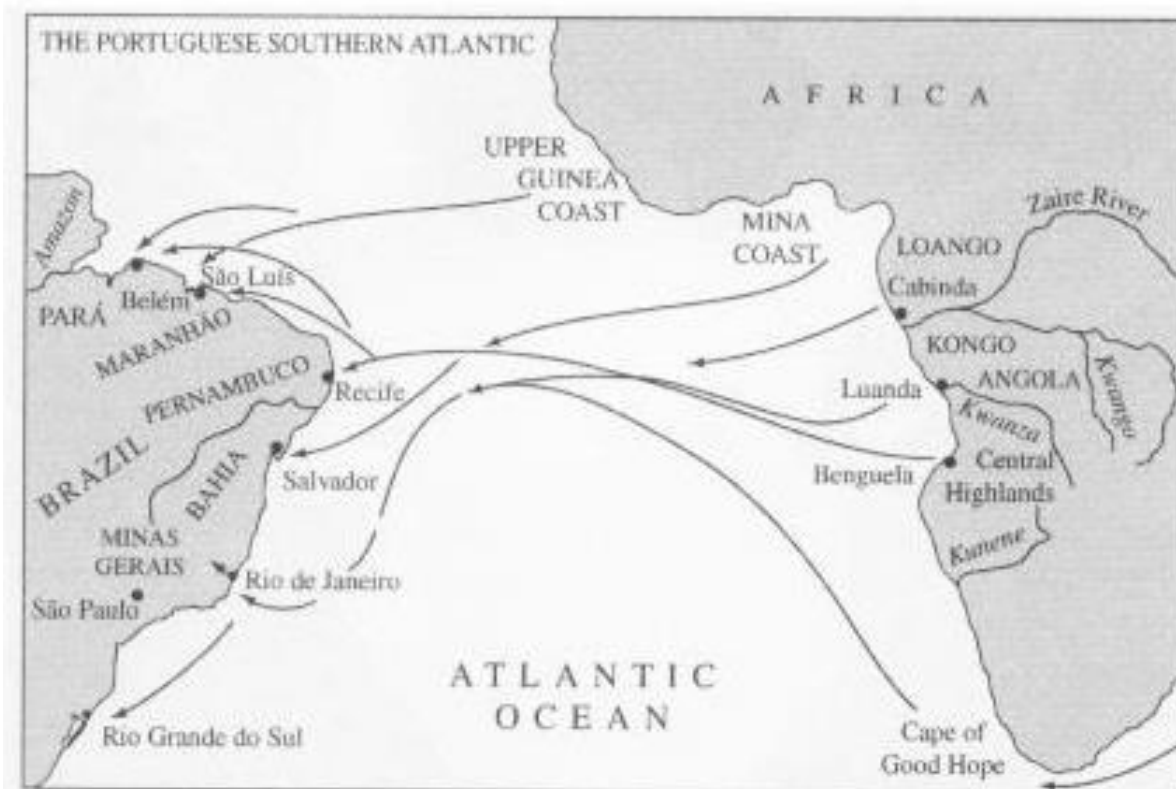 THE PORTUGUESE SOUTHERN ATLANTIC
A F R I C A
UPPER
GUINEA
COAST
MINA
COAST
Zaire River
LOANGO
Cabinda
KONGO
ANGOLA
Kwango
Luanda
Kwanza
Benguela
Central
Highlands
Kunene
Amazon
São Luís
Belém
PARÁ
MARANHÃO
PERNAMBUCO
Recife
BRAZIL
BAHIA
Salvador
MINAS
GERAIS
Rio de Janeiro
São Paulo
Rio Grande do Sul
ATLANTIC
OCEAN
Cape of
Good Hope